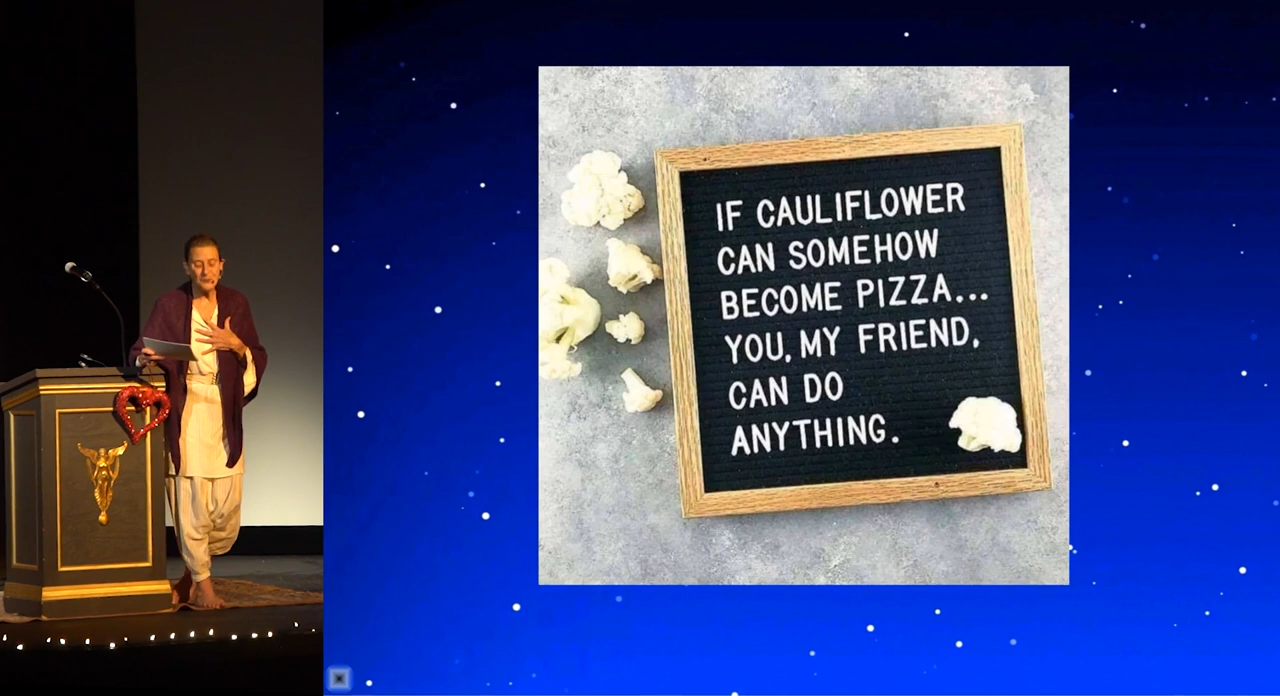 IF CAULIFLOWER
CAN SOMEHOW
BECOME PIZZA...
YOU, MY FRIEND,
CAN DO
ANYTHING.